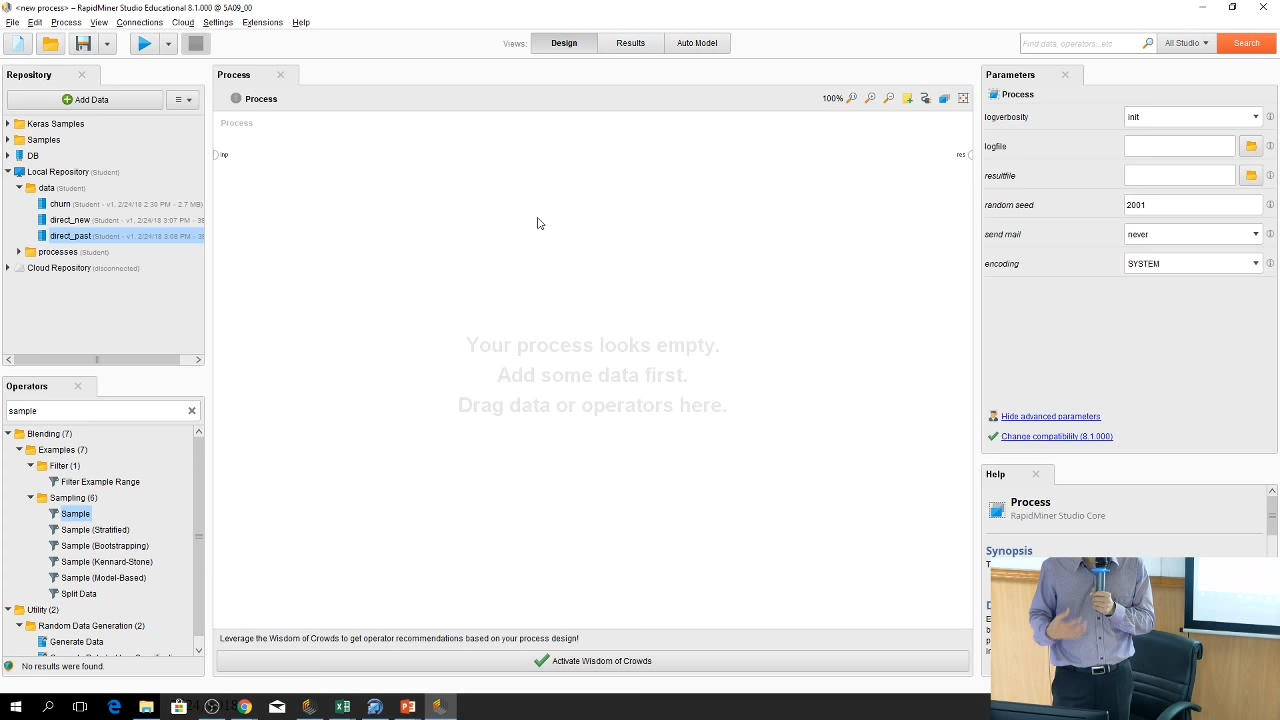 <new process> – RapidMiner Studio Educational 8.1.000 @ 5A09_00
File Edit Process View Connections Cloud Settings Extensions Help
Views: Design Results Auto Model
Find data, operators...etc All Studio Search
Repository
Add Data
Keras Samples
Samples
DB
Local Repository (Student)
data (Student)
churn (Student - v1, 2/24/18 2:30 PM - 2.7 MB)
direct_new (Student - v1, 2/24/18 3:07 PM - 38
direct_past (Student - v1, 2/24/18 3:08 PM - 38
processes (Student)
Cloud Repository (disconnected)
Operators
sample
Blending (7)
Examples (7)
Filter (1)
Filter Example Range
Sampling (6)
Sample
Sample (Stratified)
Sample (Bootstrapping)
Sample (Kennard-Stone)
Sample (Model-Based)
Split Data
Utility (2)
Random Data Generation (2)
Generate Data
No results were found.
Process
Process
100%
Process
inp
res
Your process looks empty.
Add some data first.
Drag data or operators here.
Leverage the Wisdom of Crowds to get operator recommendations based on your process design!
Activate Wisdom of Crowds
Parameters
Process
logverbosity init
logfile
resultfile
random seed 2001
send mail never
encoding SYSTEM
Hide advanced parameters
Change compatibility (8.1.000)
Help
Process
RapidMiner Studio Core
Synopsis